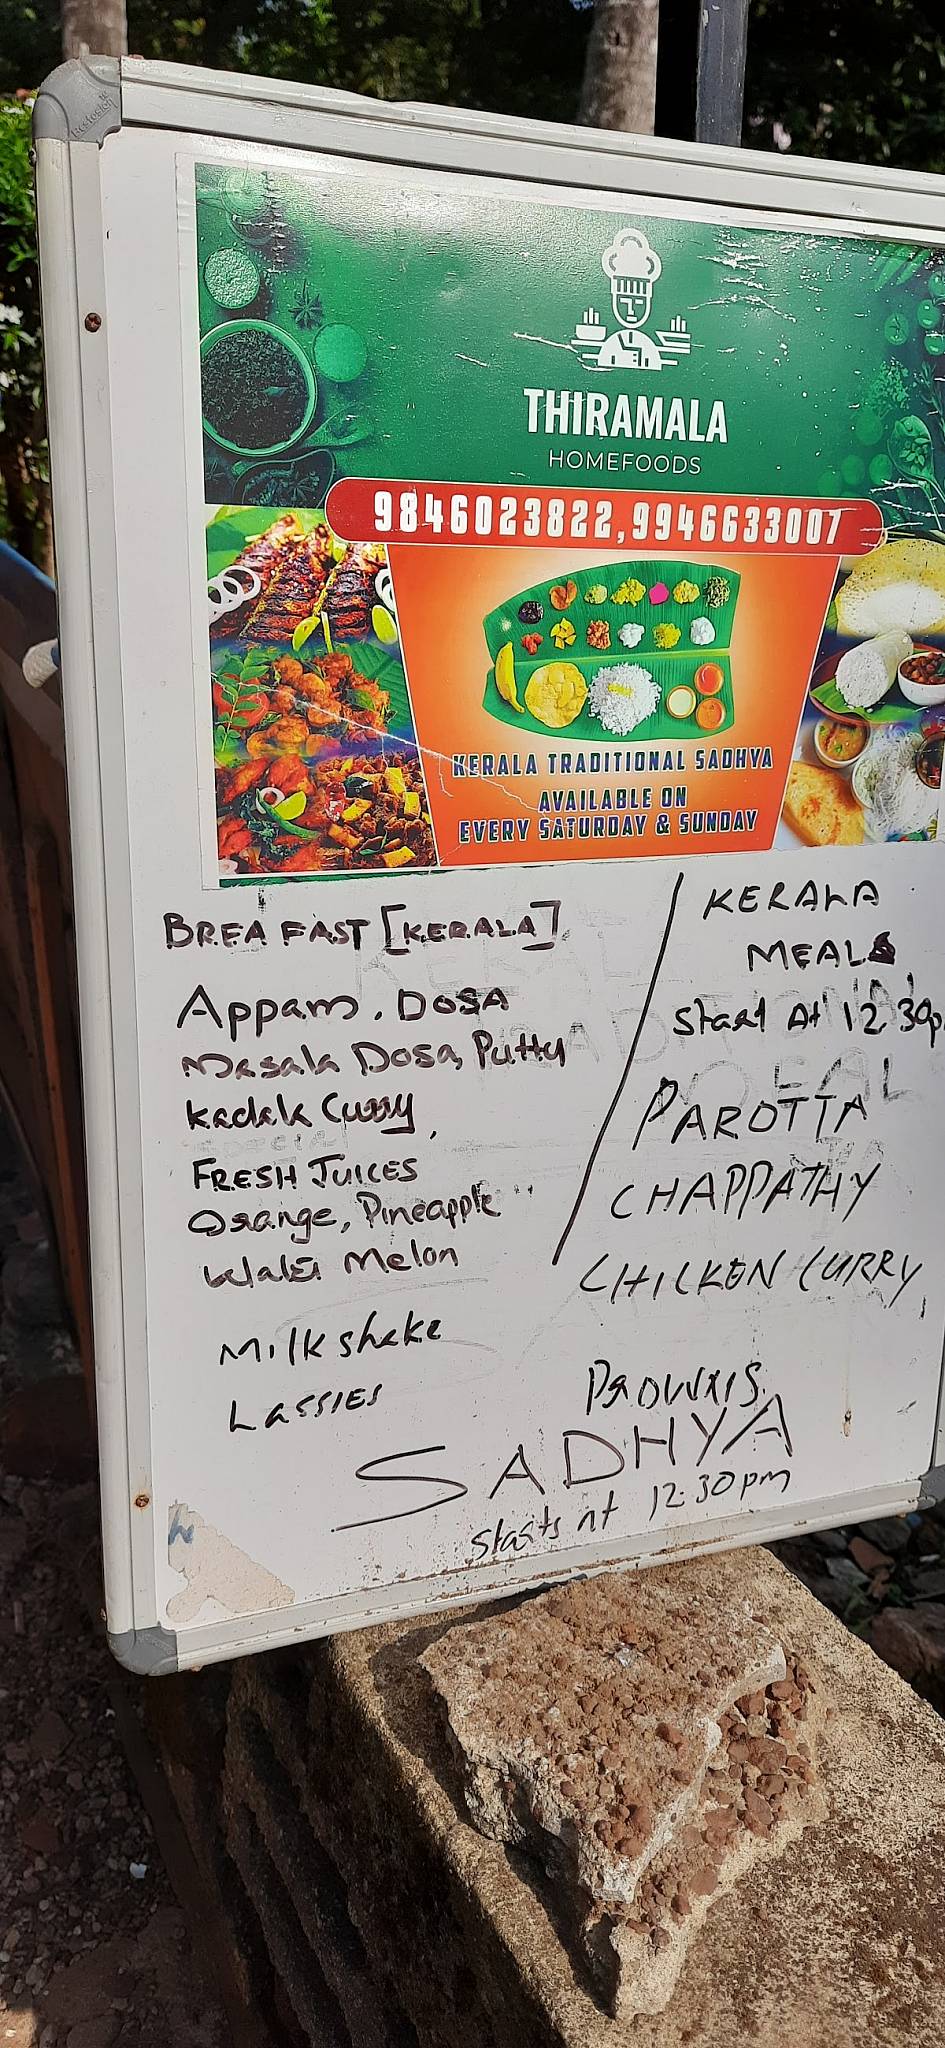 THIRAMALA
HOMEFOODS
9846023822,9946633007
KERALA TRADITIONAL SADHYA
AVAILABLE ON
EVERY SATURDAY & SUNDAY
BREAFAST [KERALA]
Appam, DOSA
Masala Dosa, Putty
Kadala Curry,
FRESH JUICES
Orange, Pineapple
Water Melon
Milkshake
LASSIES
KERALA
MEALS
Start At 12.30p
PAROTTA
CHAPPATHY
CHICKEN CURRY,
PRowns.
SADHYA
starts at 12.30pm